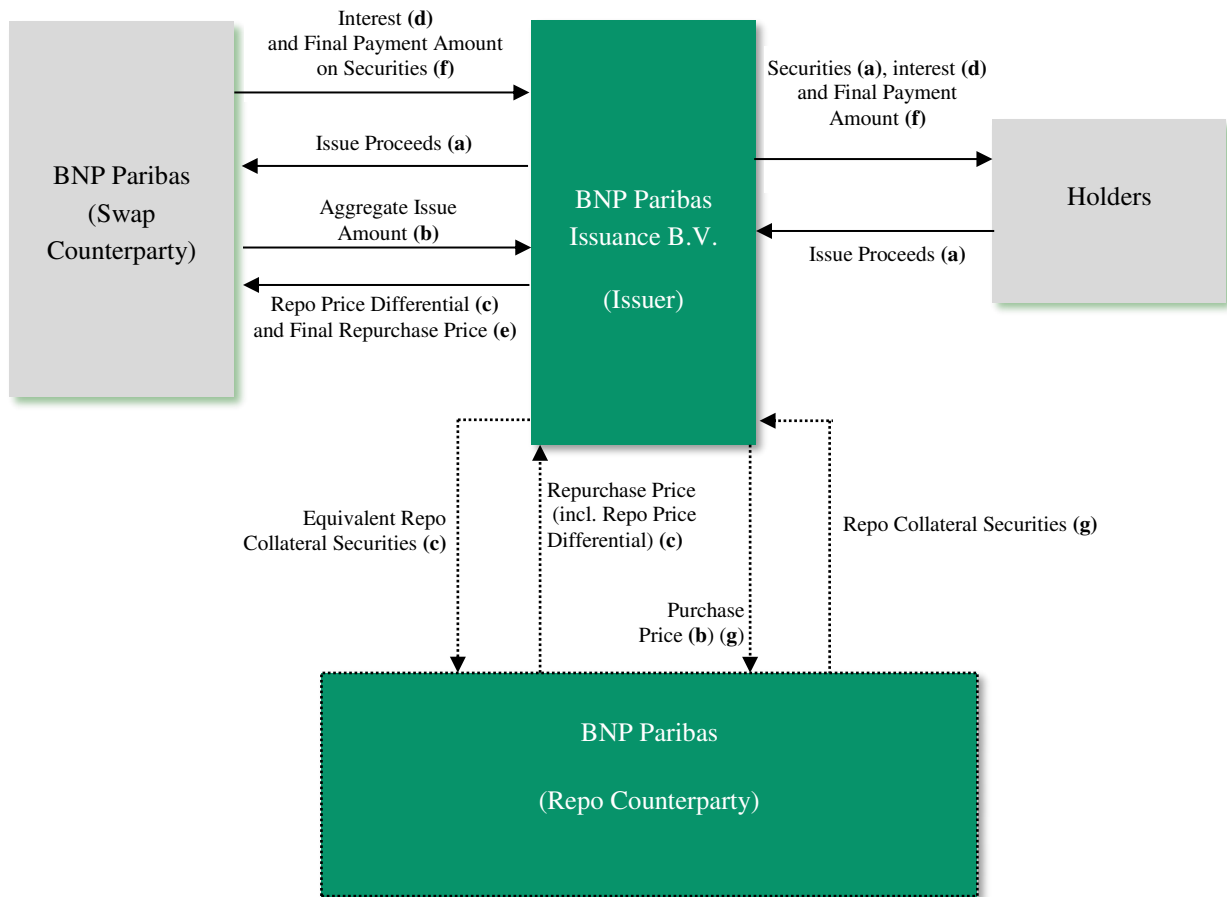 Interest (d)
and Final Payment Amount
on Securities (f)
Securities (a), interest (d)
and Final Payment
Amount (f)
Issue Proceeds (a)
BNP Paribas
(Swap
Counterparty)
BNP Paribas
Issuance B.V.
(Issuer)
Holders
Aggregate Issue
Amount (b)
Issue Proceeds (a)
Repo Price Differential (c)
and Final Repurchase Price (e)
Equivalent Repo
Collateral Securities (c)
Repurchase Price
(incl. Repo Price
Differential) (c)
Repo Collateral Securities (g)
Purchase
Price (b) (g)
BNP Paribas
(Repo Counterparty)